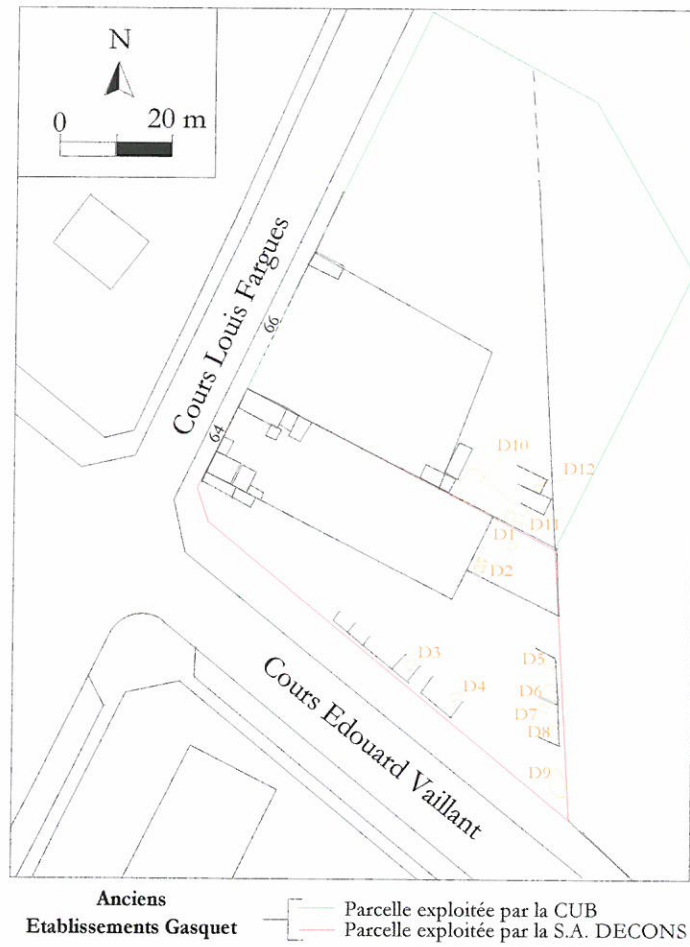 N
0 20 m
Cours Louis Fargues
66
64
D10
D12
D11
D1
D2
D3
D4
D5
D6
D7
D8
D9
Cours Edouard Vaillant
Anciens
Etablissements Gasquet
Parcelle exploitée par la CUB
Parcelle exploitée par la S.A. DECONS